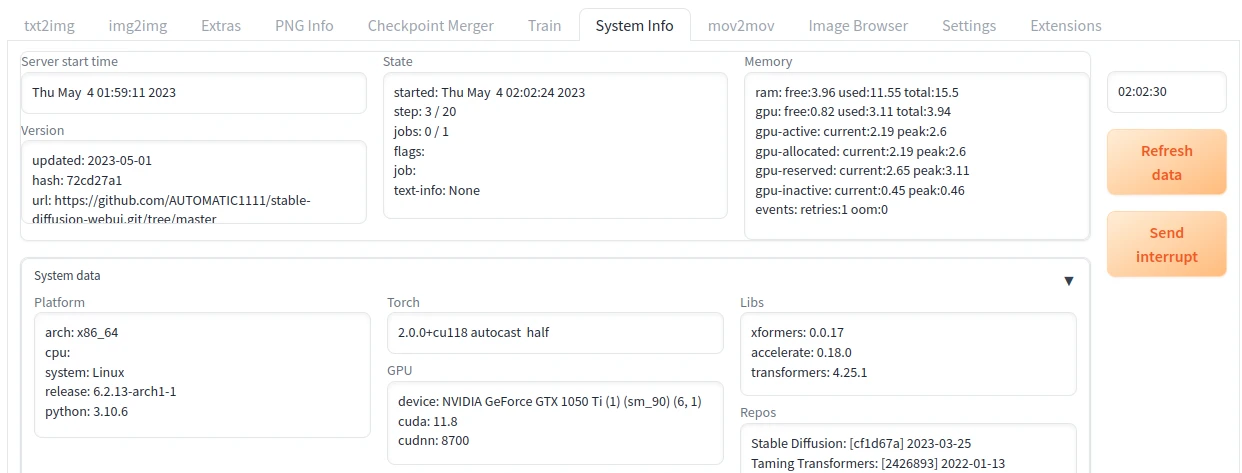 txt2img img2img Extras PNG Info Checkpoint Merger Train System Info mov2mov Image Browser Settings Extensions
Server start time
Thu May  4 01:59:11 2023
Version
updated: 2023-05-01
hash: 72cd27a1
url: https://github.com/AUTOMATIC1111/stable-
diffusion-webui.git/tree/master
State
started: Thu May  4 02:02:24 2023
step: 3 / 20
jobs: 0 / 1
flags:
job:
text-info: None
Memory
ram: free:3.96 used:11.55 total:15.5
gpu: free:0.82 used:3.11 total:3.94
gpu-active: current:2.19 peak:2.6
gpu-allocated: current:2.19 peak:2.6
gpu-reserved: current:2.65 peak:3.11
gpu-inactive: current:0.45 peak:0.46
events: retries:1 oom:0
02:02:30
Refresh
data
Send
interrupt
System data
▼
Platform
arch: x86_64
cpu:
system: Linux
release: 6.2.13-arch1-1
python: 3.10.6
Torch
2.0.0+cu118 autocast  half
GPU
device: NVIDIA GeForce GTX 1050 Ti (1) (sm_90) (6, 1)
cuda: 11.8
cudnn: 8700
Libs
xformers: 0.0.17
accelerate: 0.18.0
transformers: 4.25.1
Repos
Stable Diffusion: [cf1d67a] 2023-03-25
Taming Transformers: [2426893] 2022-01-13